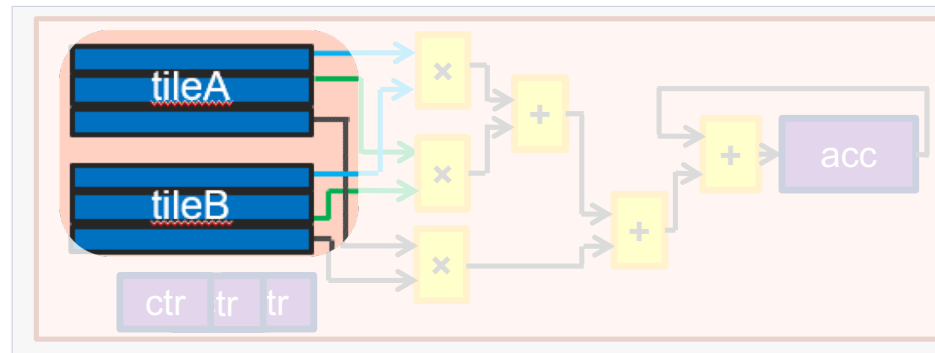 tileA
×
+
+
acc
×
tileB
+
×
ctr
tr
tr